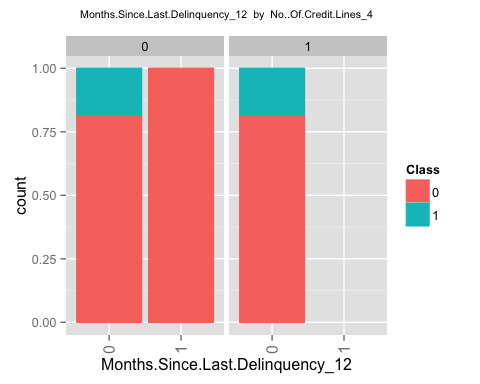 Months.Since.Last.Delinquency_12 by No..Of.Credit.Lines_4
0 1
1.00
0.75
0.50
0.25
0.00
count
0 1 0 1
Months.Since.Last.Delinquency_12
Class
0
1